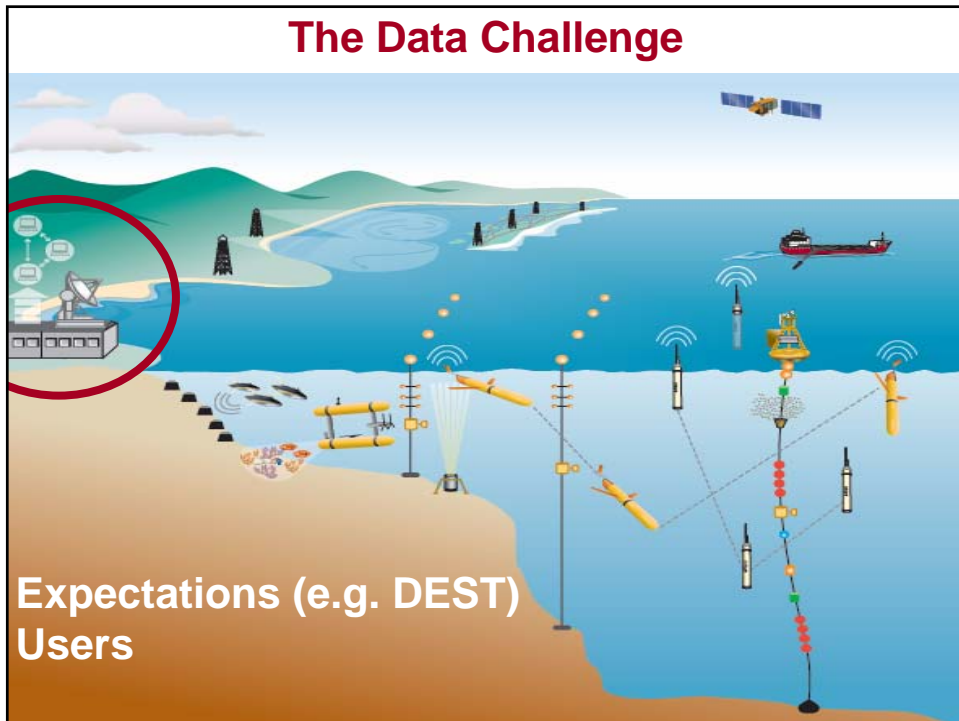 The Data Challenge
Expectations (e.g. DEST)
Users